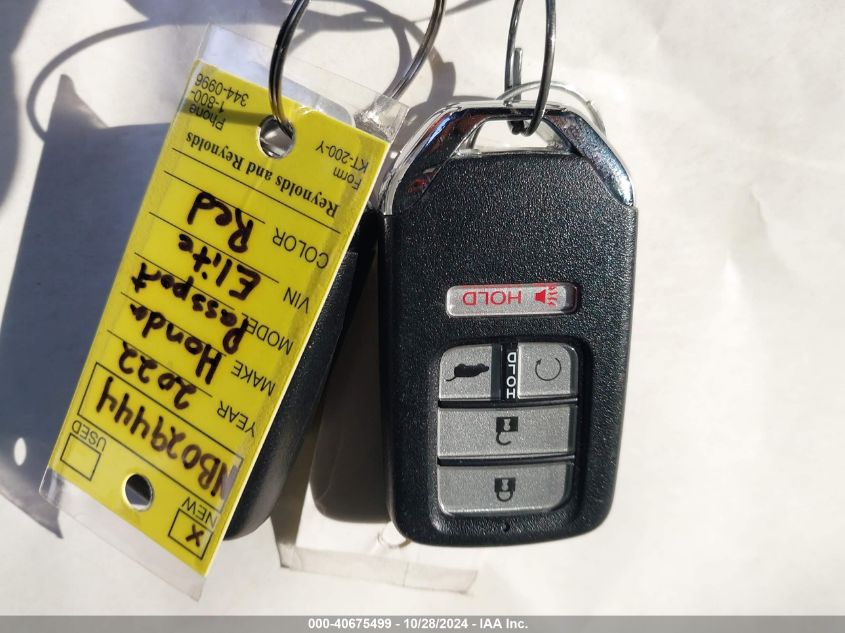 NEW
X
USED
NB029444
YEAR 2022
MAKE Honda
MODEL Passport
VIN Elite
COLOR Red
Reynolds and Reynolds
Form
KT-200-Y
Phone
1-800-
344-0996
HOLD
HOLD
000-40675499 - 10/28/2024 - IAA Inc.